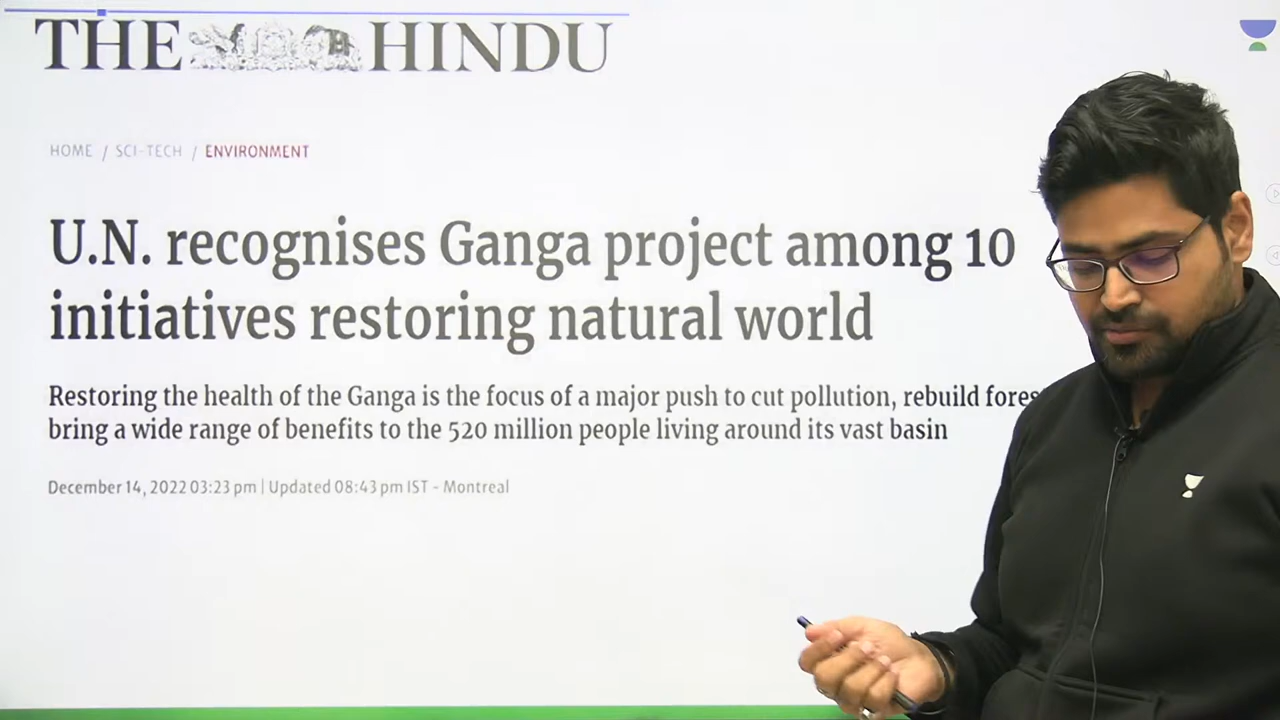 THE HINDU
HOME / SCI-TECH / ENVIRONMENT
U.N. recognises Ganga project among 10
initiatives restoring natural world
Restoring the health of the Ganga is the focus of a major push to cut pollution, rebuild
bring a wide range of benefits to the 520 million people living around its vast basin
December 14, 2022 03:23 pm | Updated 08:43 pm IST - Montreal